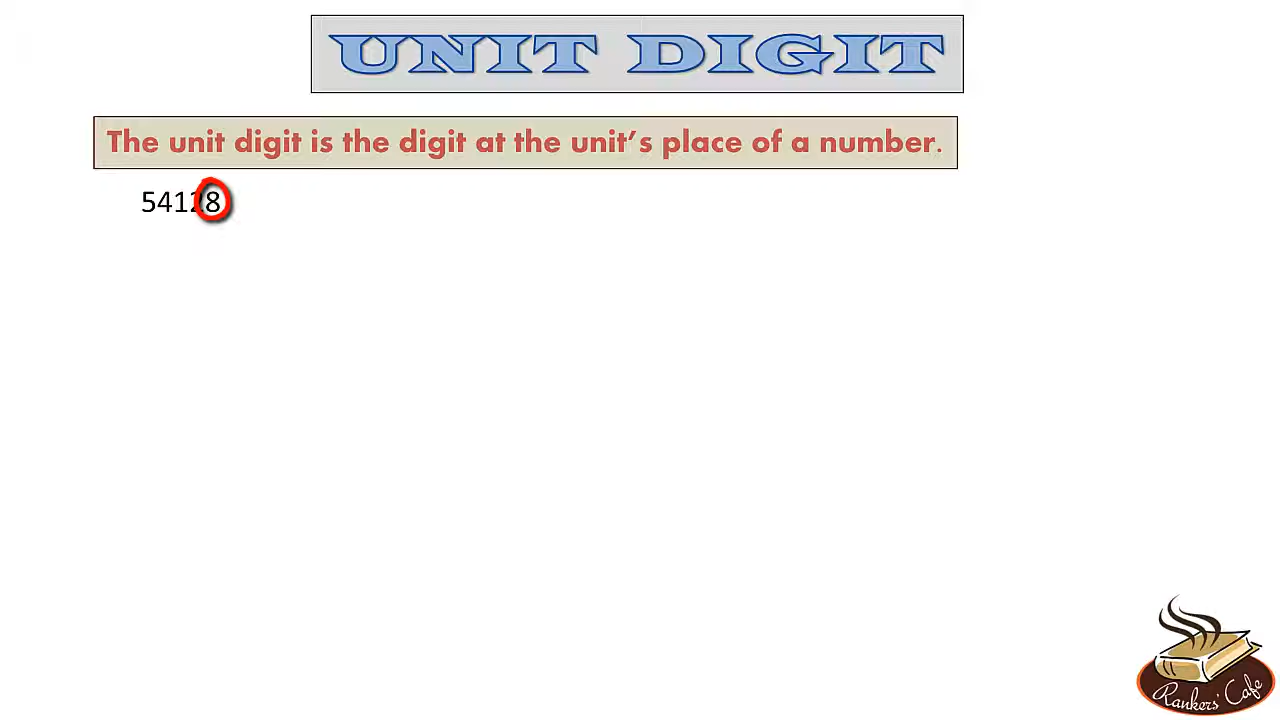 UNIT DIGIT
The unit digit is the digit at the unit’s place of a number.
54128
Rankers' Cafe